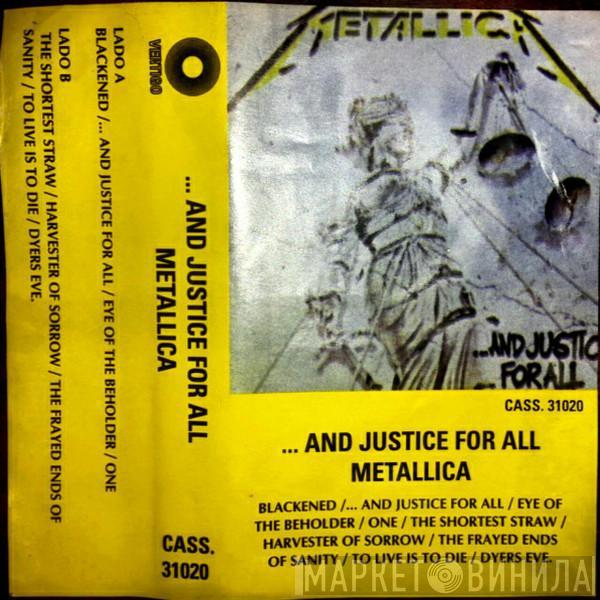 LADO A
BLACKENED /... AND JUSTICE FOR ALL / EYE OF THE BEHOLDER / ONE
LADO B
THE SHORTEST STRAW / HARVESTER OF SORROW / THE FRAYED ENDS OF
SANITY / TO LIVE IS TO DIE / DYERS EVE.
VERTIGO
... AND JUSTICE FOR ALL
METALLICA
CASS.
31020
METALLICA
...AND JUSTIC
FOR ALL
CASS. 31020
... AND JUSTICE FOR ALL
METALLICA
BLACKENED /... AND JUSTICE FOR ALL / EYE OF
THE BEHOLDER / ONE / THE SHORTEST STRAW /
HARVESTER OF SORROW / THE FRAYED ENDS
OF SANITY / TO LIVE IS TO DIE / DYERS EVE.
МАРКЕТ ВИНИЛА